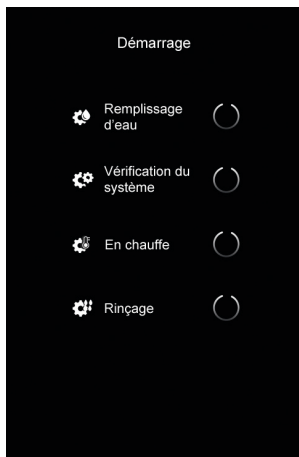 Démarrage
Remplissage
d'eau
Vérification du
système
En chauffe
Rinçage